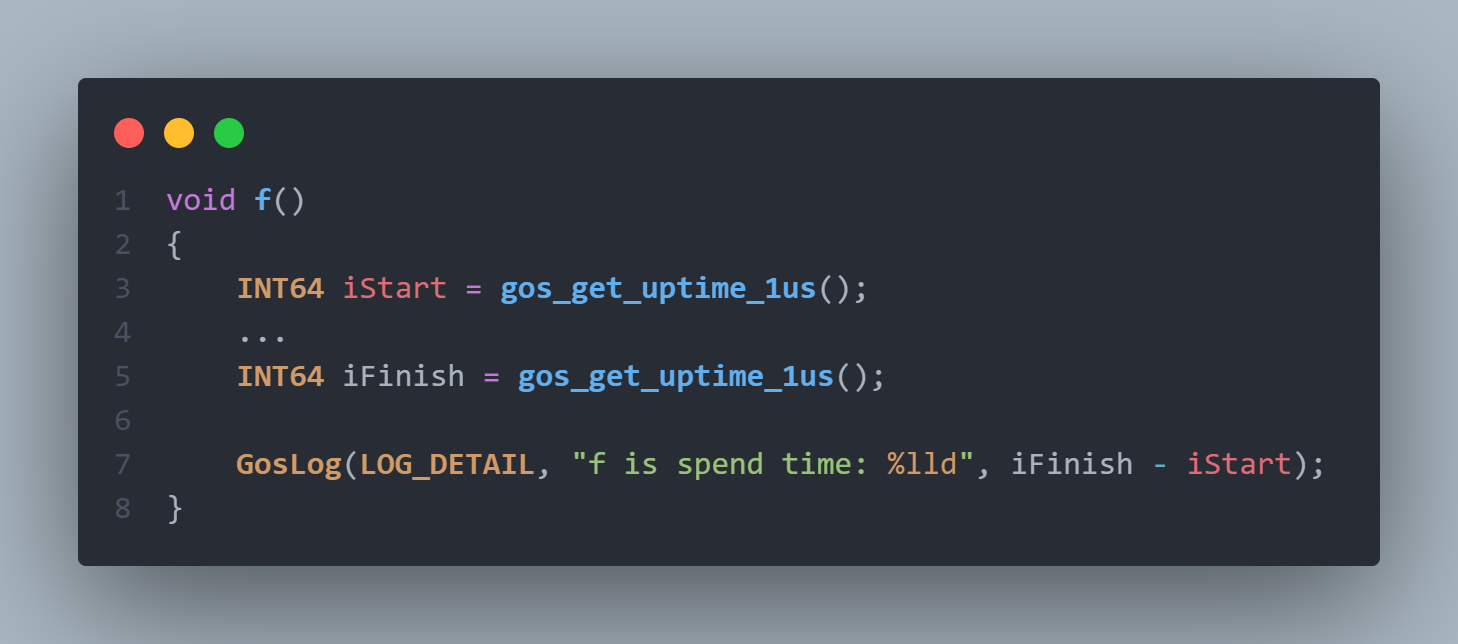 1 void f()
2 {
3     INT64 iStart = gos_get_uptime_1us();
4     ...
5     INT64 iFinish = gos_get_uptime_1us();
6
7     GosLog(LOG_DETAIL, "f is spend time: %lld", iFinish - iStart);
8 }